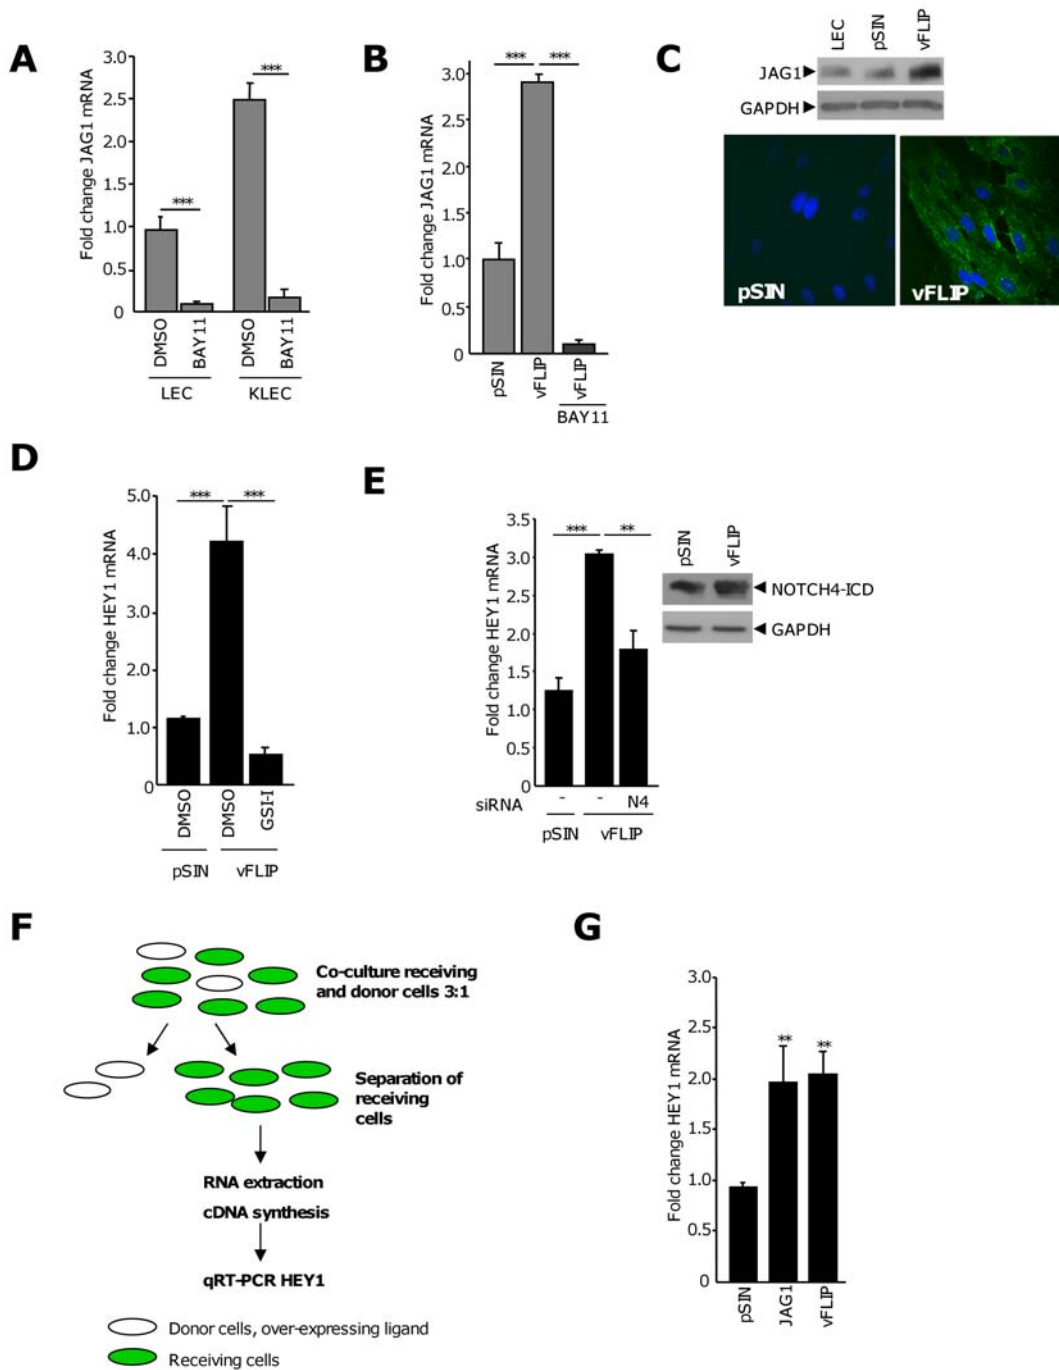 A
Fold change JAG1 mRNA
3.0
2.5
2.0
1.5
1.0
0.5
0
***
***
DMSO
BAY11
DMSO
BAY11
LEC
KLEC
B
Fold change JAG1 mRNA
3.0
2.5
2.0
1.5
1.0
0.5
0
***
***
pSIN
vFLIP
vFLIP
BAY11
C
LEC
pSIN
vFLIP
JAG1
GAPDH
pSIN
vFLIP
D
Fold change HEY1 mRNA
5.0
4.0
3.0
2.0
1.0
0
***
***
DMSO
DMSO
GSI-I
pSIN
vFLIP
E
Fold change HEY1 mRNA
3.5
3.0
2.5
2.0
1.5
1.0
0.5
0
***
**
siRNA - - N4
pSIN
vFLIP
pSIN
vFLIP
NOTCH4-ICD
GAPDH
F
Co-culture receiving
and donor cells 3:1
Separation of
receiving
cells
RNA extraction
cDNA synthesis
qRT-PCR HEY1
Donor cells, over-expressing ligand
Receiving cells
G
Fold change HEY1 mRNA
3.0
2.5
2.0
1.5
1.0
0.5
0
**
**
pSIN
JAG1
vFLIP